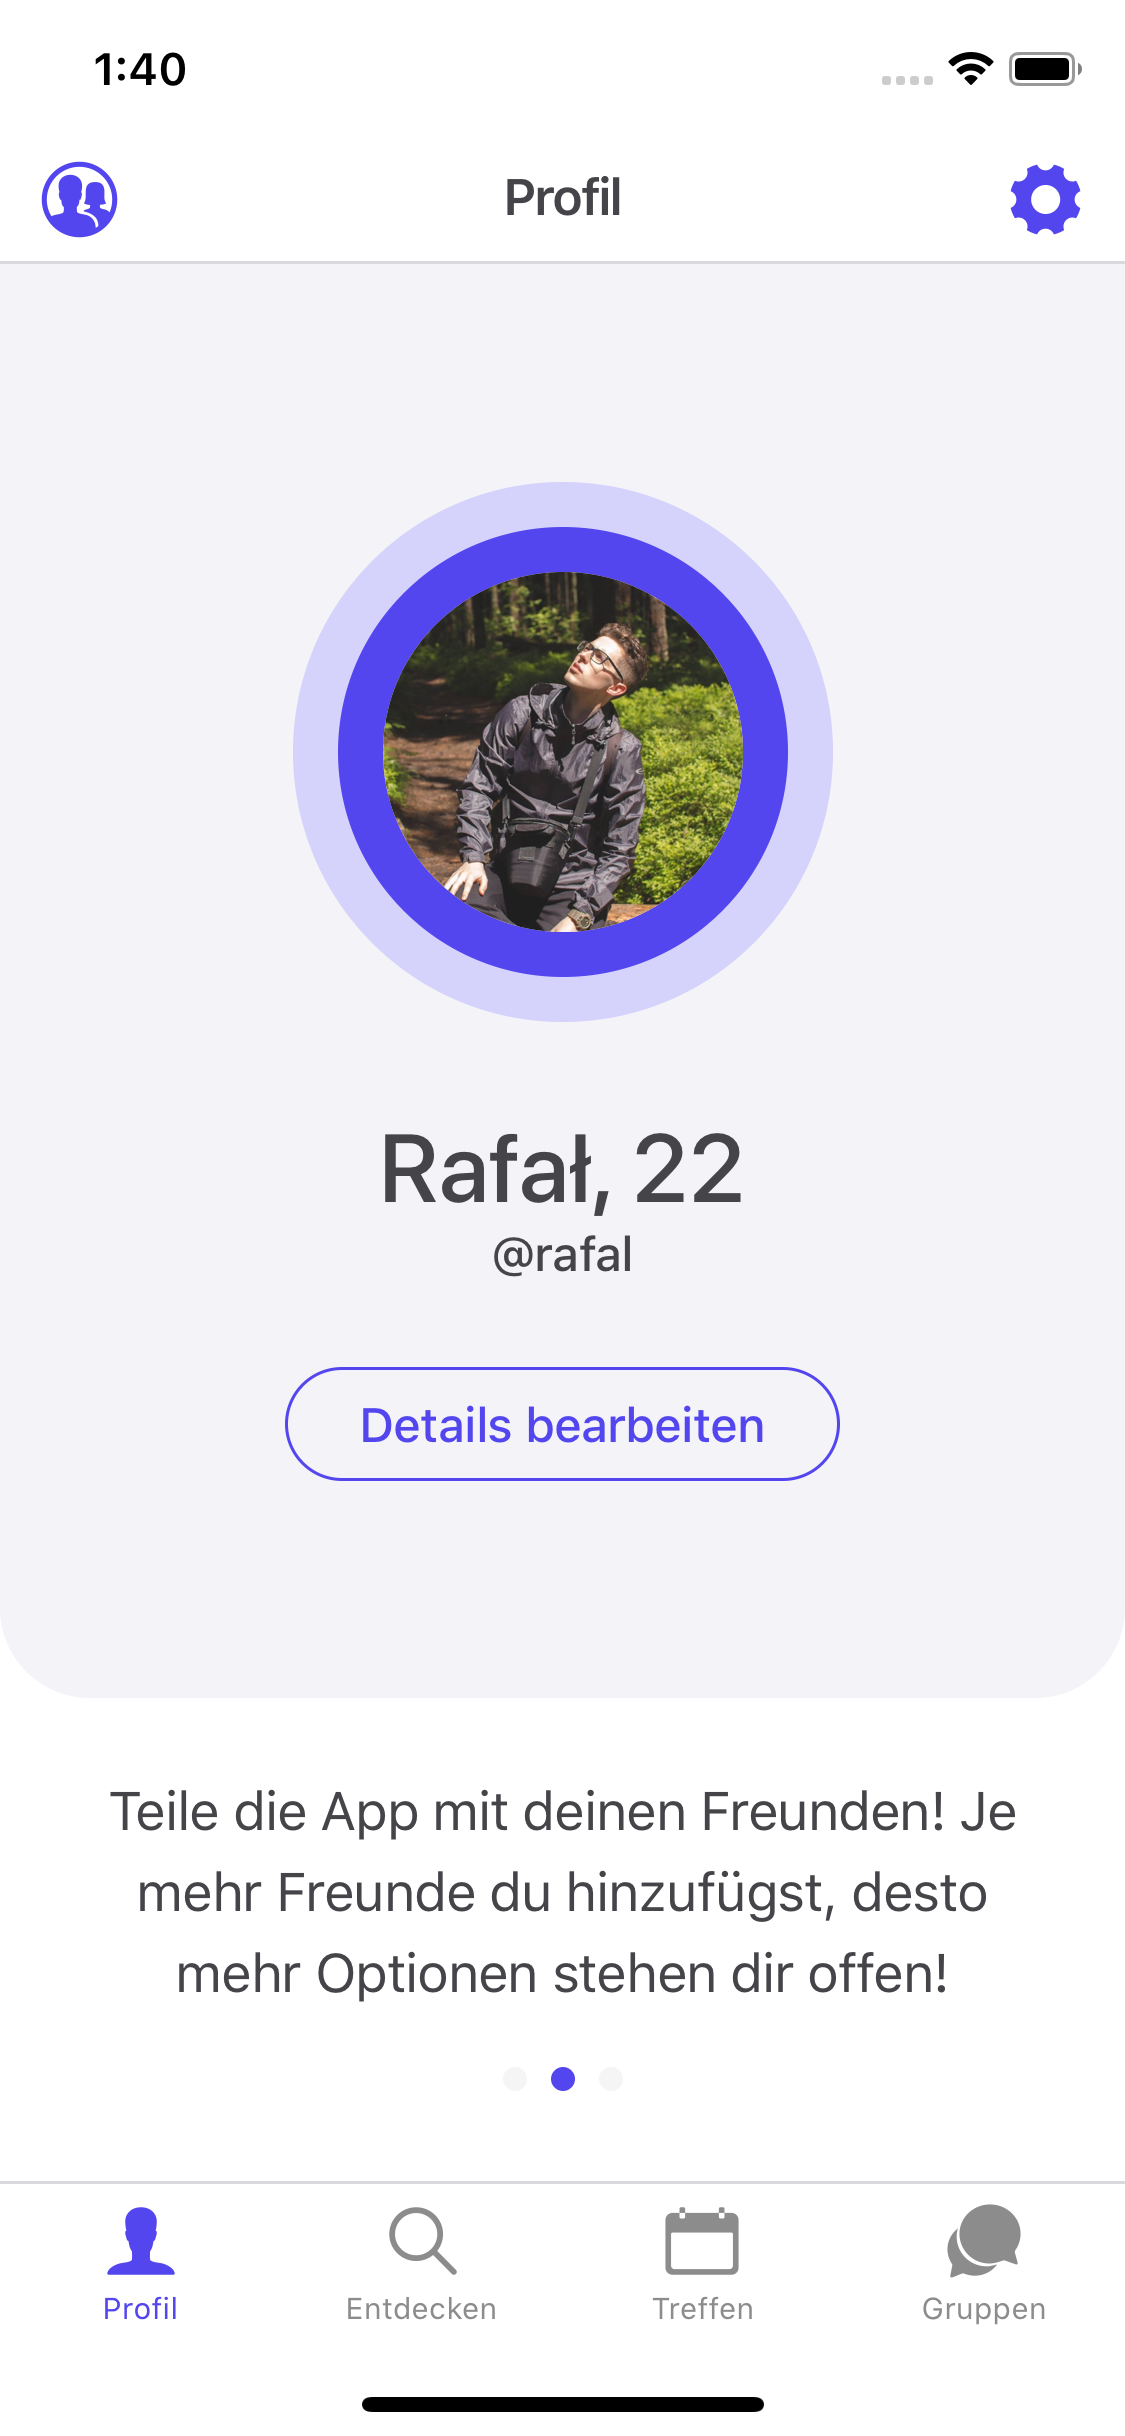 1:40
Profil
Rafał, 22
@rafal
Details bearbeiten
Teile die App mit deinen Freunden! Je
mehr Freunde du hinzufügst, desto
mehr Optionen stehen dir offen!
Profil
Entdecken
Treffen
Gruppen